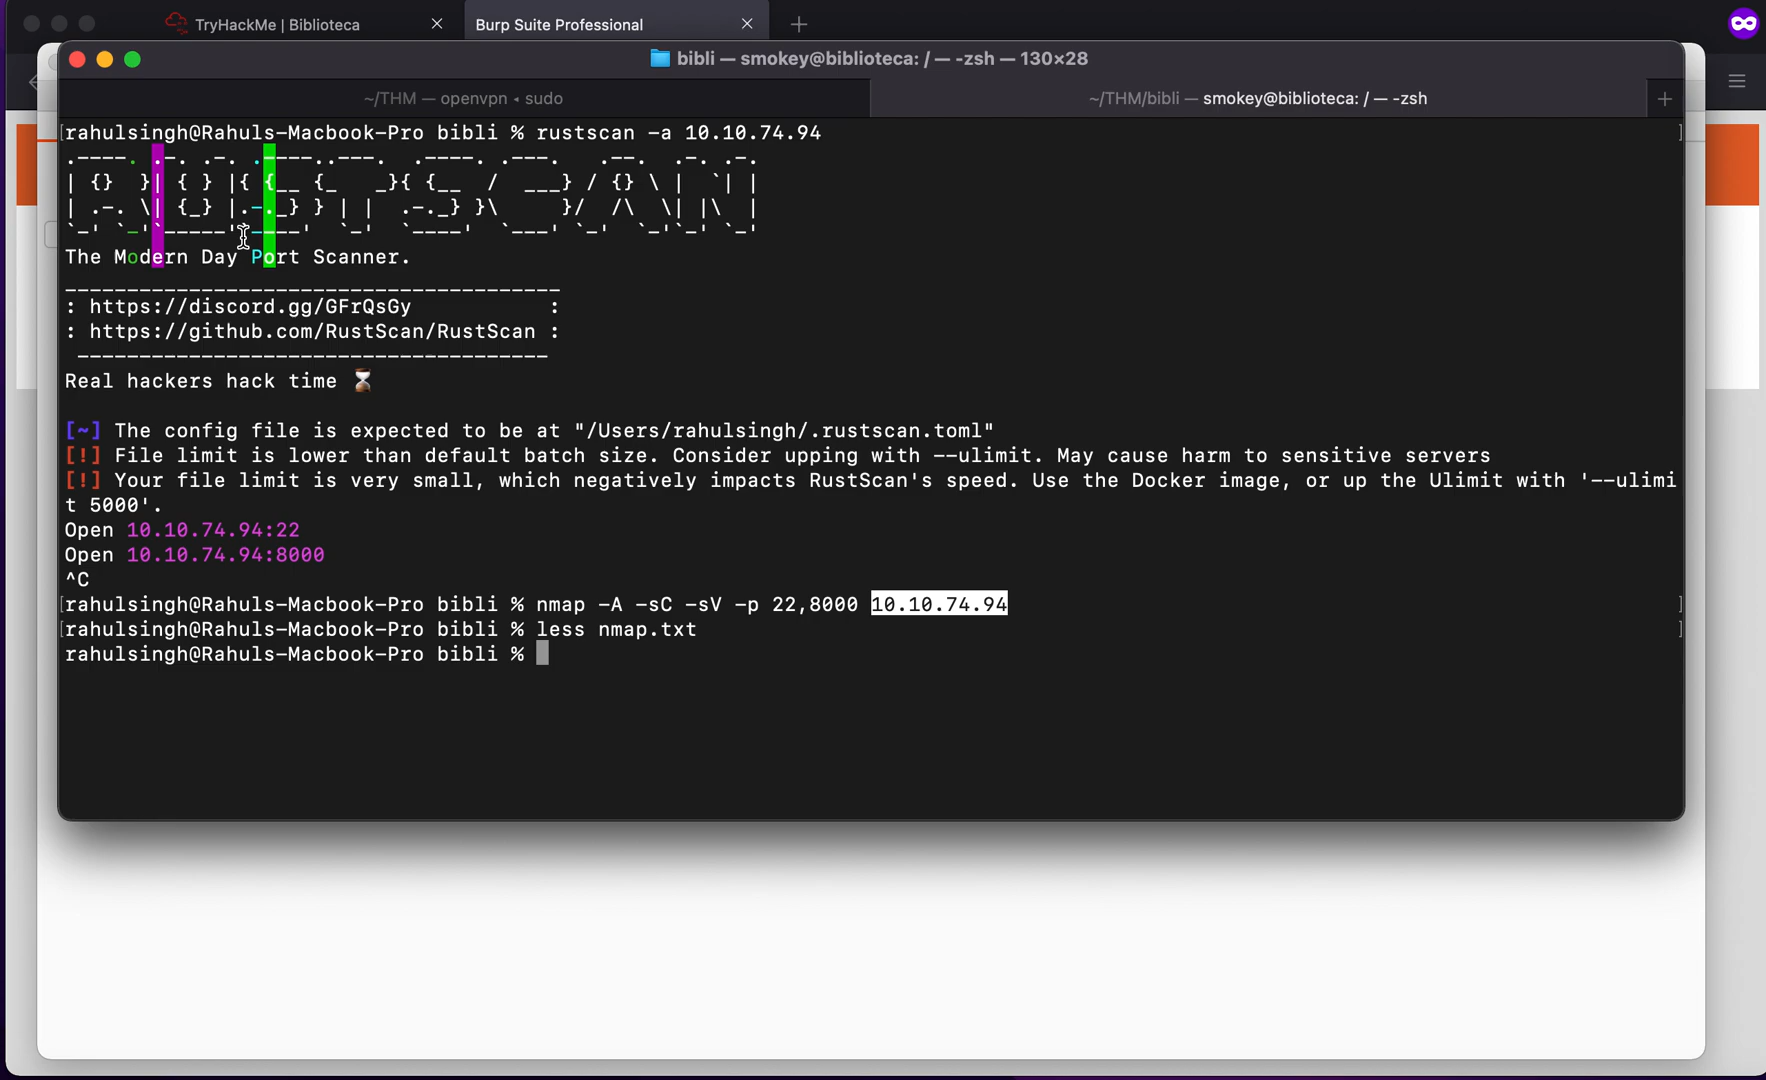 TryHackMe | Biblioteca
Burp Suite Professional
bibli — smokey@biblioteca: / — -zsh — 130×28
~/THM — openvpn ◂ sudo
~/THM/bibli — smokey@biblioteca: / — -zsh
[rahulsingh@Rahuls-Macbook-Pro bibli % rustscan -a 10.10.74.94 ]
.----. .-. .-. .----..---.  .----. .---.   .--.  .-. .-.
| {}  }| { } |{ {__ {_   _}{ {__  /  ___} / {} \ |  `| |
| .-. \| {_} |.-._} } | |  .-._} }\     }/  /\  \| |\  |
`-' `-'`-----'`----'  `-'  `----'  `---' `-'  `-'`-' `-'
The Modern Day Port Scanner.
________________________________________
: https://discord.gg/GFrQsGy           :
: https://github.com/RustScan/RustScan :
 --------------------------------------
Real hackers hack time ⌛
[~] The config file is expected to be at "/Users/rahulsingh/.rustscan.toml"
[!] File limit is lower than default batch size. Consider upping with --ulimit. May cause harm to sensitive servers
[!] Your file limit is very small, which negatively impacts RustScan's speed. Use the Docker image, or up the Ulimit with '--ulimi
t 5000'.
Open 10.10.74.94:22
Open 10.10.74.94:8000
^C
[rahulsingh@Rahuls-Macbook-Pro bibli % nmap -A -sC -sV -p 22,8000 10.10.74.94 ]
[rahulsingh@Rahuls-Macbook-Pro bibli % less nmap.txt ]
rahulsingh@Rahuls-Macbook-Pro bibli %